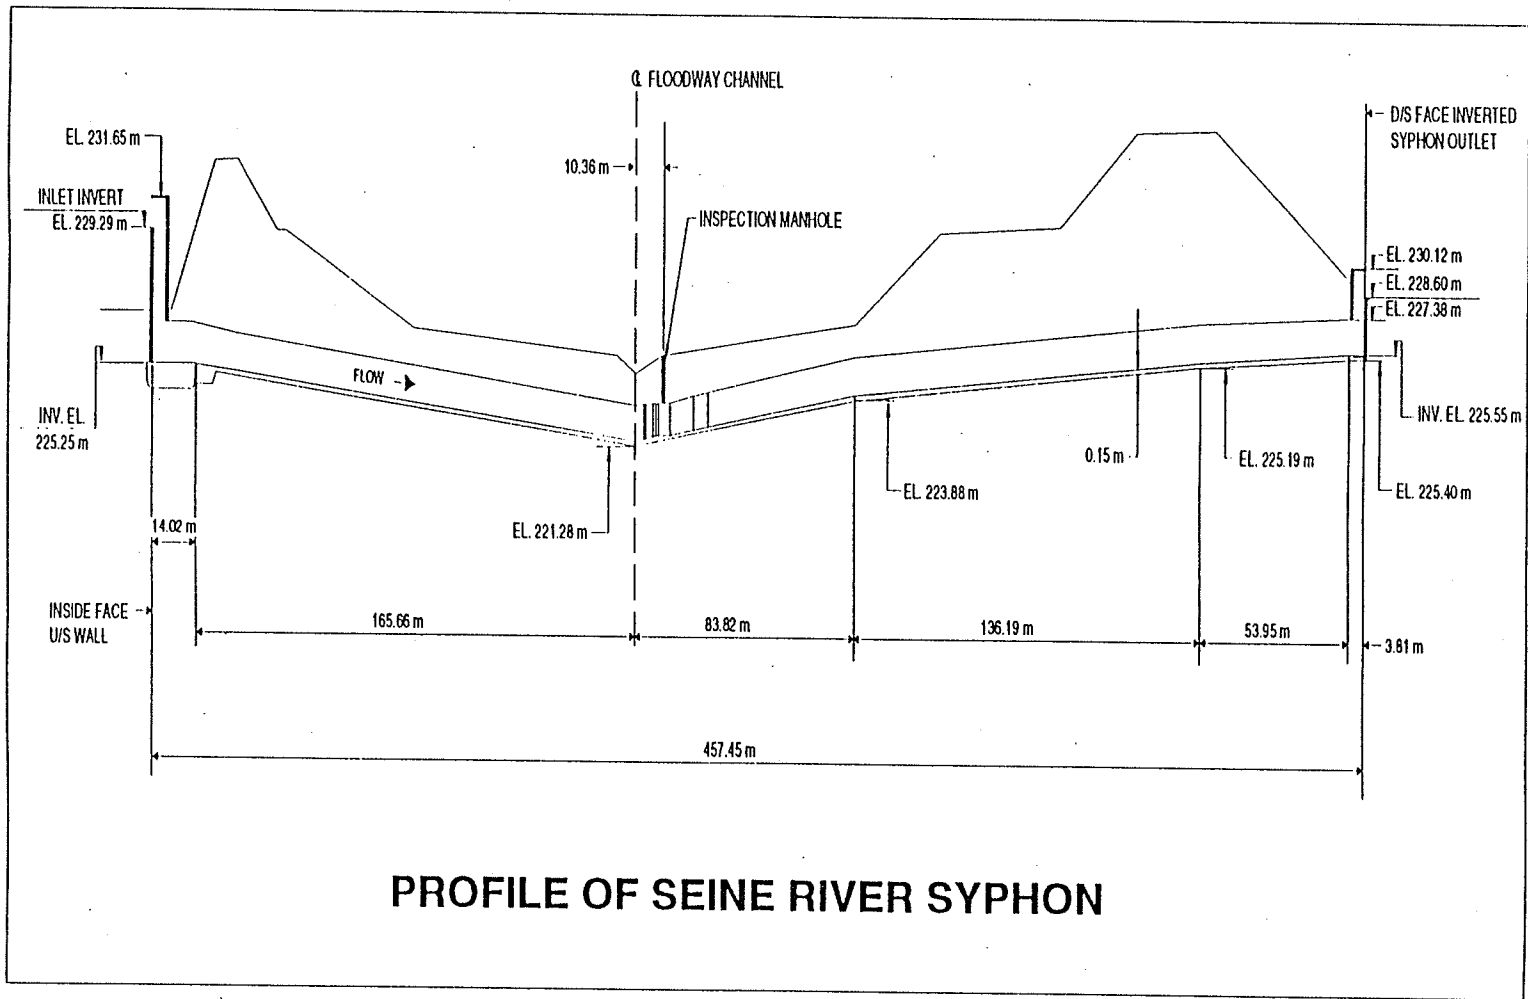 ℄ FLOODWAY CHANNEL
D/S FACE INVERTED
SYPHON OUTLET
EL. 231.65 m
10.36 m
INLET INVERT
EL. 229.29 m
INSPECTION MANHOLE
EL. 230.12 m
EL. 228.60 m
EL. 227.38 m
FLOW
INV. EL.
225.25 m
INV. EL. 225.55 m
0.15 m
EL. 225.19 m
EL. 223.88 m
EL. 225.40 m
14.02 m
EL. 221.28 m
INSIDE FACE
U/S WALL
165.66 m
83.82 m
136.19 m
53.95 m
3.81 m
457.45 m
PROFILE OF SEINE RIVER SYPHON